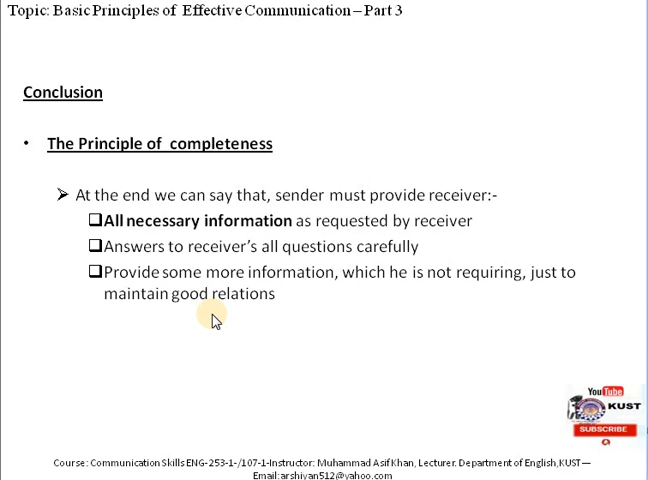 Topic: Basic Principles of Effective Communication – Part 3
Conclusion
• The Principle of completeness
At the end we can say that, sender must provide receiver:-
All necessary information as requested by receiver
Answers to receiver's all questions carefully
Provide some more information, which he is not requiring, just to
maintain good relations
YouTube
KUST
SUBSCRIBE
Course: Communication Skills ENG-253-1-/107-1-Instructor: Muhammad Asif Khan, Lecturer. Department of English,KUST—
Email:arshiyan512@yahoo.com